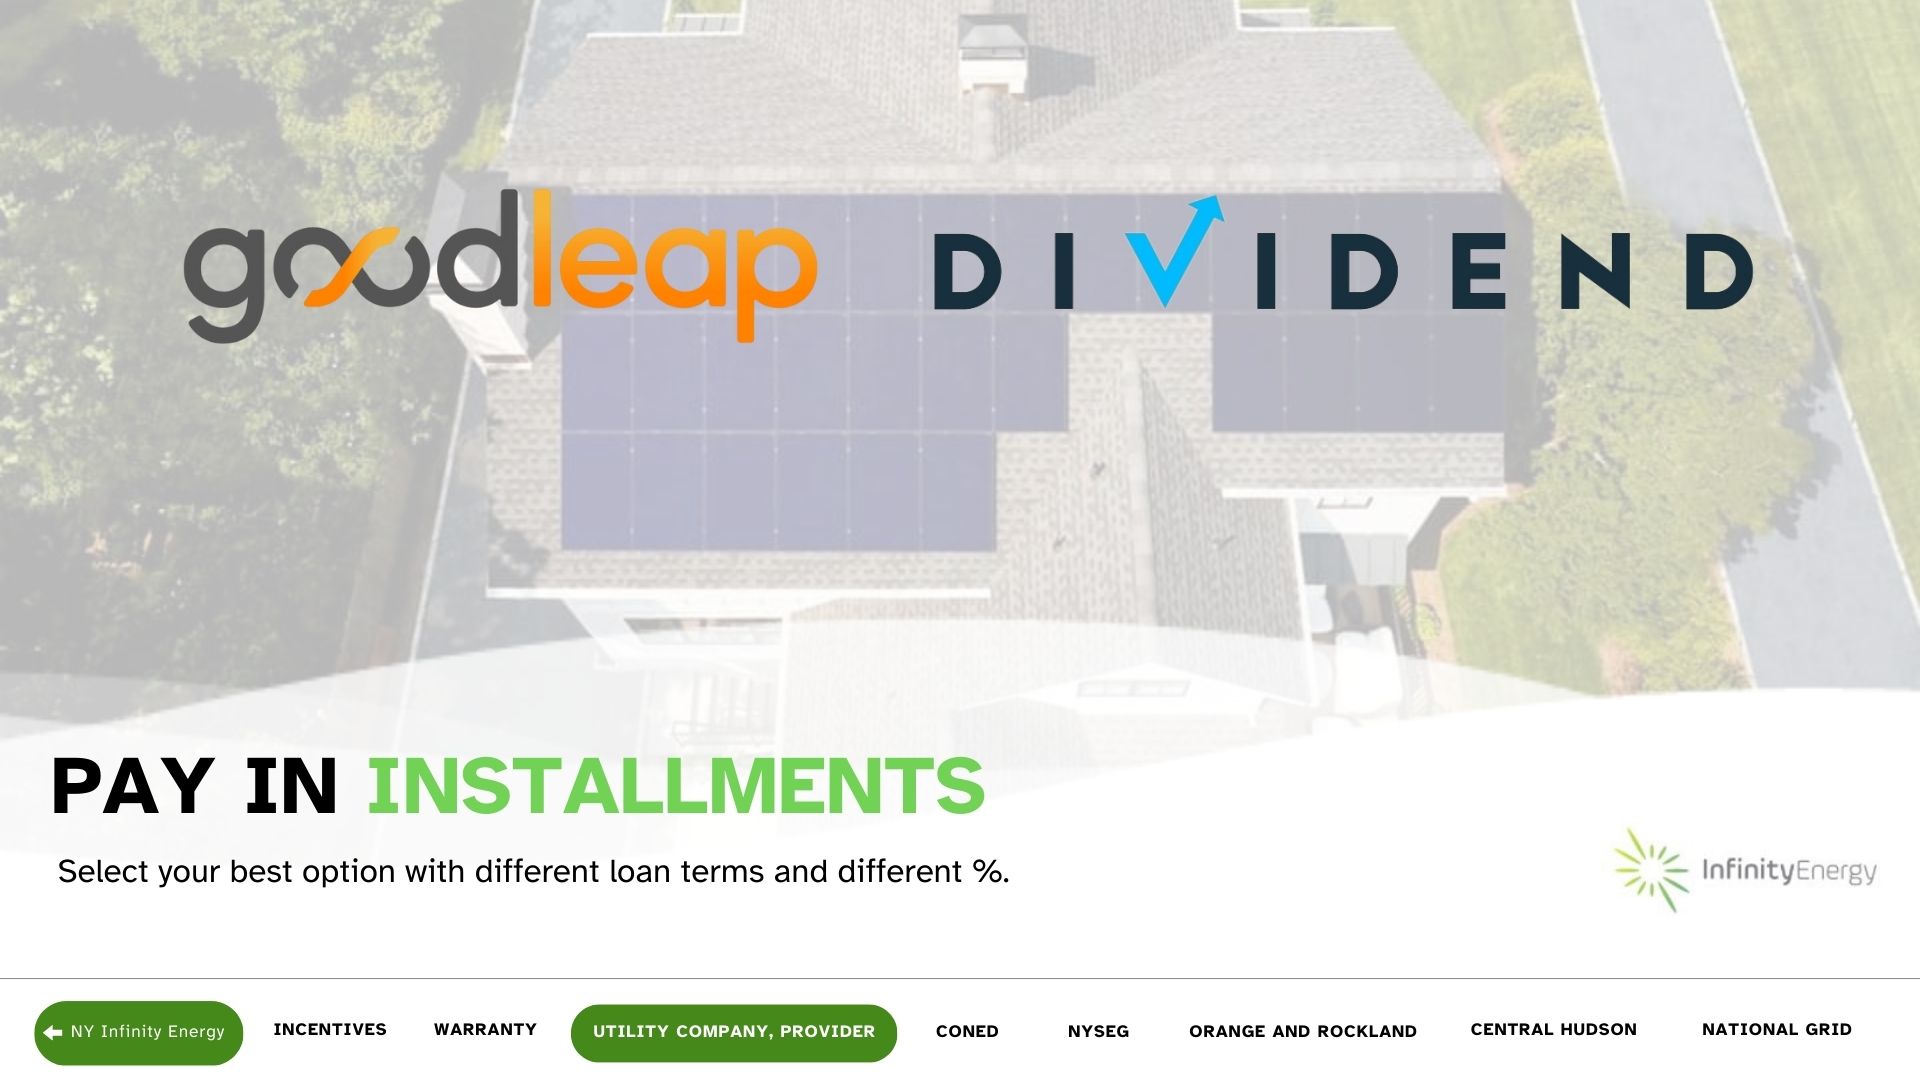 goodleap
DIVIDEND
PAY IN INSTALLMENTS
Select your best option with different loan terms and different %.
InfinityEnergy
NY Infinity Energy
INCENTIVES
WARRANTY
UTILITY COMPANY, PROVIDER
CONED
NYSEG
ORANGE AND ROCKLAND
CENTRAL HUDSON
NATIONAL GRID